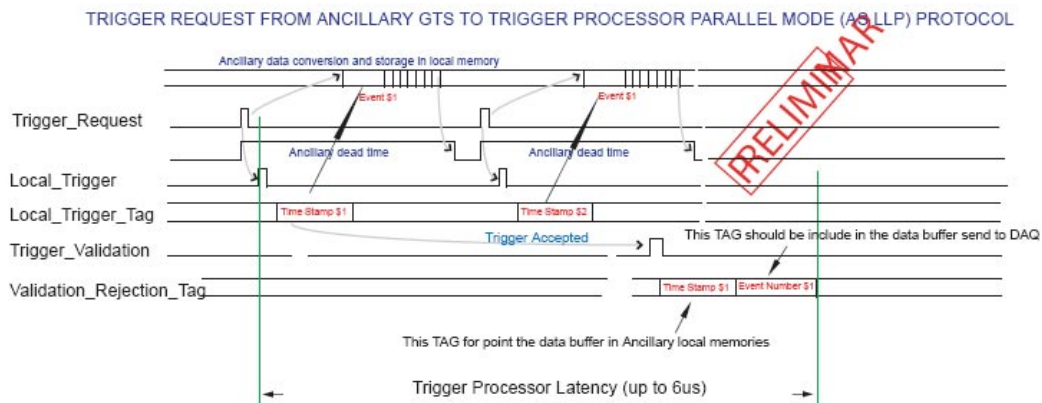 TRIGGER REQUEST FROM ANCILLARY GTS TO TRIGGER PROCESSOR PARALLEL MODE (AS LLP) PROTOCOL
PRELIMIMAR
Ancillary data conversion and storage in local memory
Event $1
Event $1
Trigger_Request
Ancillary dead time
Ancillary dead time
Local_Trigger
Local_Trigger_Tag
Time Stamp $1
Time Stamp $2
Trigger Accepted
This TAG should be include in the data buffer send to DAQ
Trigger_Validation
Validation_Rejection_Tag
Time Stamp $1
Event Number $1
This TAG for point the data buffer in Ancillary local memories
Trigger Processor Latency (up to 6us)